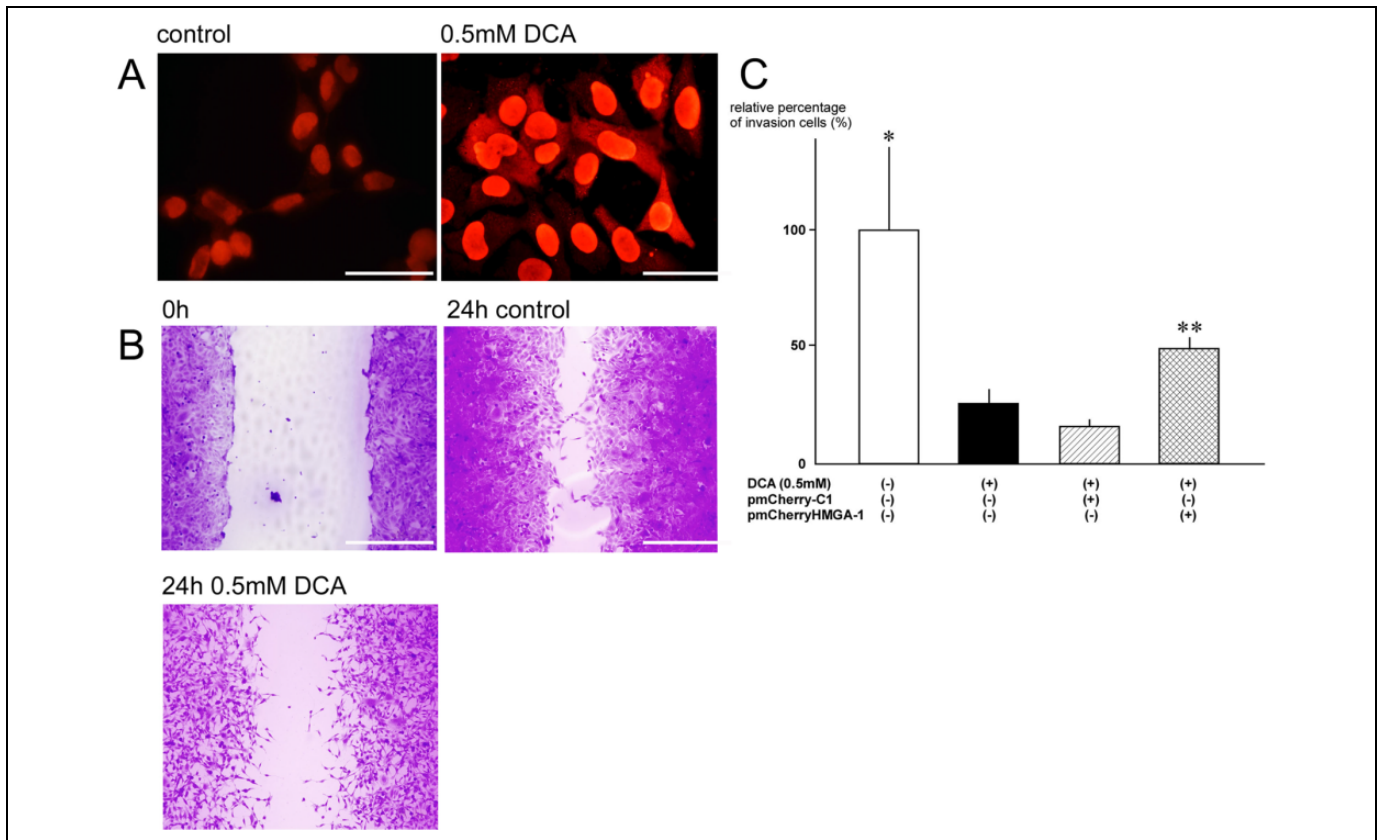 control
0.5mM DCA
A
C
relative percentage
of invasion cells (%)
*
100
**
50
0
DCA (0.5mM) (-) (+) (+) (+)
pmCherry-C1 (-) (-) (+) (-)
pmCherryHMGA-1 (-) (-) (-) (+)
0h
24h control
B
24h 0.5mM DCA